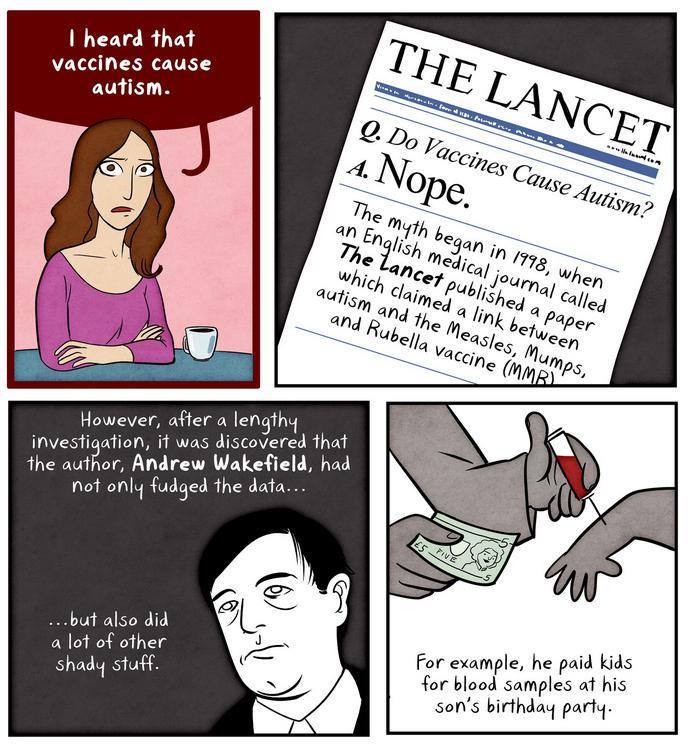 I heard that
vaccines cause
autism.
THE LANCET
Q. Do Vaccines Cause Autism?
A. Nope.
The myth began in 1998, when
an English medical journal called
The Lancet published a paper
which claimed a link between
autism and the Measles, Mumps,
and Rubella vaccine (MMR)
However, after a lengthy
investigation, it was discovered that
the author, Andrew Wakefield, had
not only fudged the data...
...but also did
a lot of other
shady stuff.
£5 FIVE 5
5
For example, he paid kids
for blood samples at his
son's birthday party.